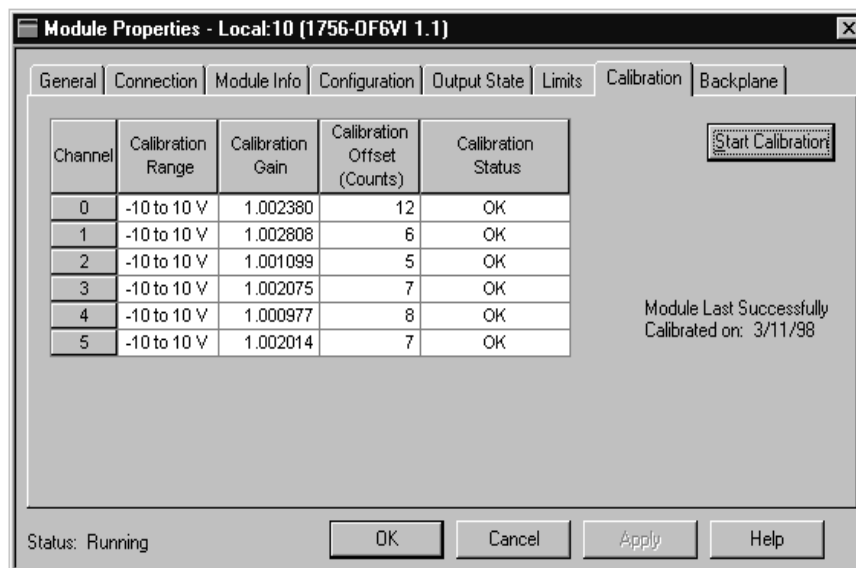 Module Properties - Local:10 (1756-OF6VI 1.1)
General Connection Module Info Configuration Output State Limits Calibration Backplane
Channel Calibration Range Calibration Gain Calibration Offset (Counts) Calibration Status
Start Calibration
0 -10 to 10 V 1.002380 12 OK
1 -10 to 10 V 1.002808 6 OK
2 -10 to 10 V 1.001099 5 OK
3 -10 to 10 V 1.002075 7 OK
4 -10 to 10 V 1.000977 8 OK
5 -10 to 10 V 1.002014 7 OK
Module Last Successfully
Calibrated on: 3/11/98
Status: Running
OK Cancel Apply Help